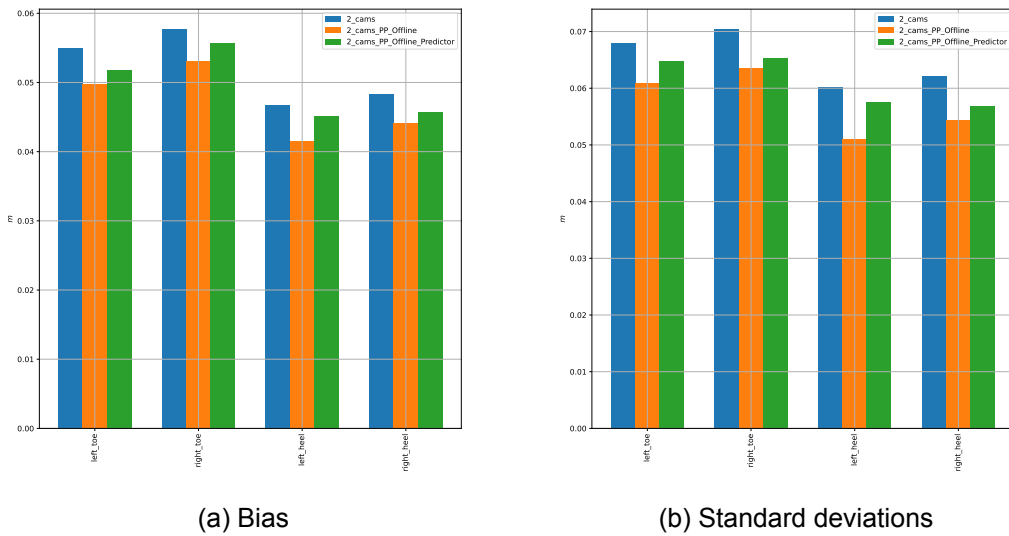 0.06
0.05
0.04
0.03
0.02
0.01
0.00
m
2_cams
2_cams_PP_Offline
2_cams_PP_Offline_Predictor
left_toe
right_toe
left_heel
right_heel
(a) Bias
0.07
0.06
0.05
0.04
0.03
0.02
0.01
0.00
m
2_cams
2_cams_PP_Offline
2_cams_PP_Offline_Predictor
left_toe
right_toe
left_heel
right_heel
(b) Standard deviations